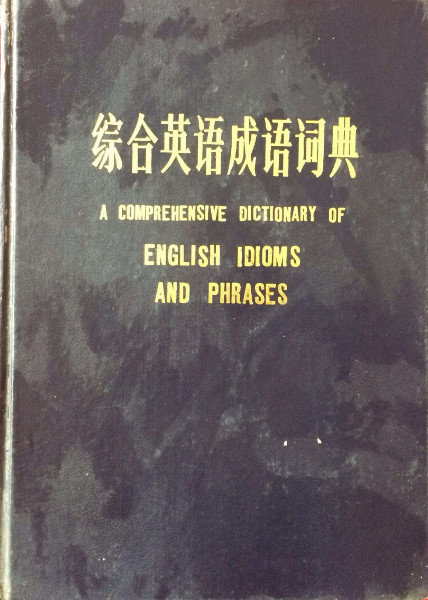 综合英语成语词典
A COMPREHENSIVE DICTIONARY OF
ENGLISH IDIOMS
AND PHRASES